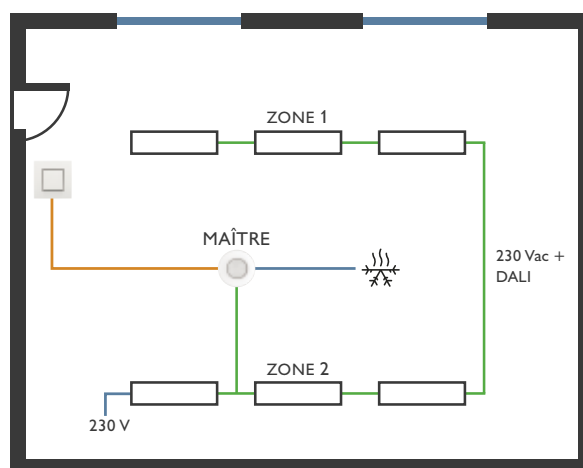 ZONE 1
MAÎTRE
230 Vac +
DALI
ZONE 2
230 V